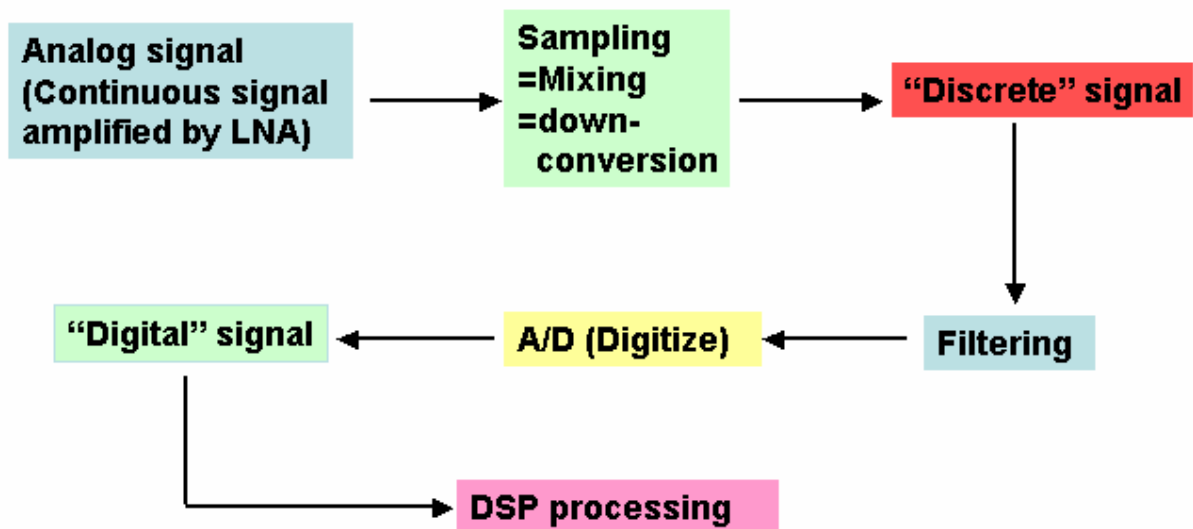 Analog signal
(Continuous signal
amplified by LNA)
Sampling
=Mixing
=down-
conversion
“Discrete” signal
Filtering
A/D (Digitize)
“Digital” signal
DSP processing